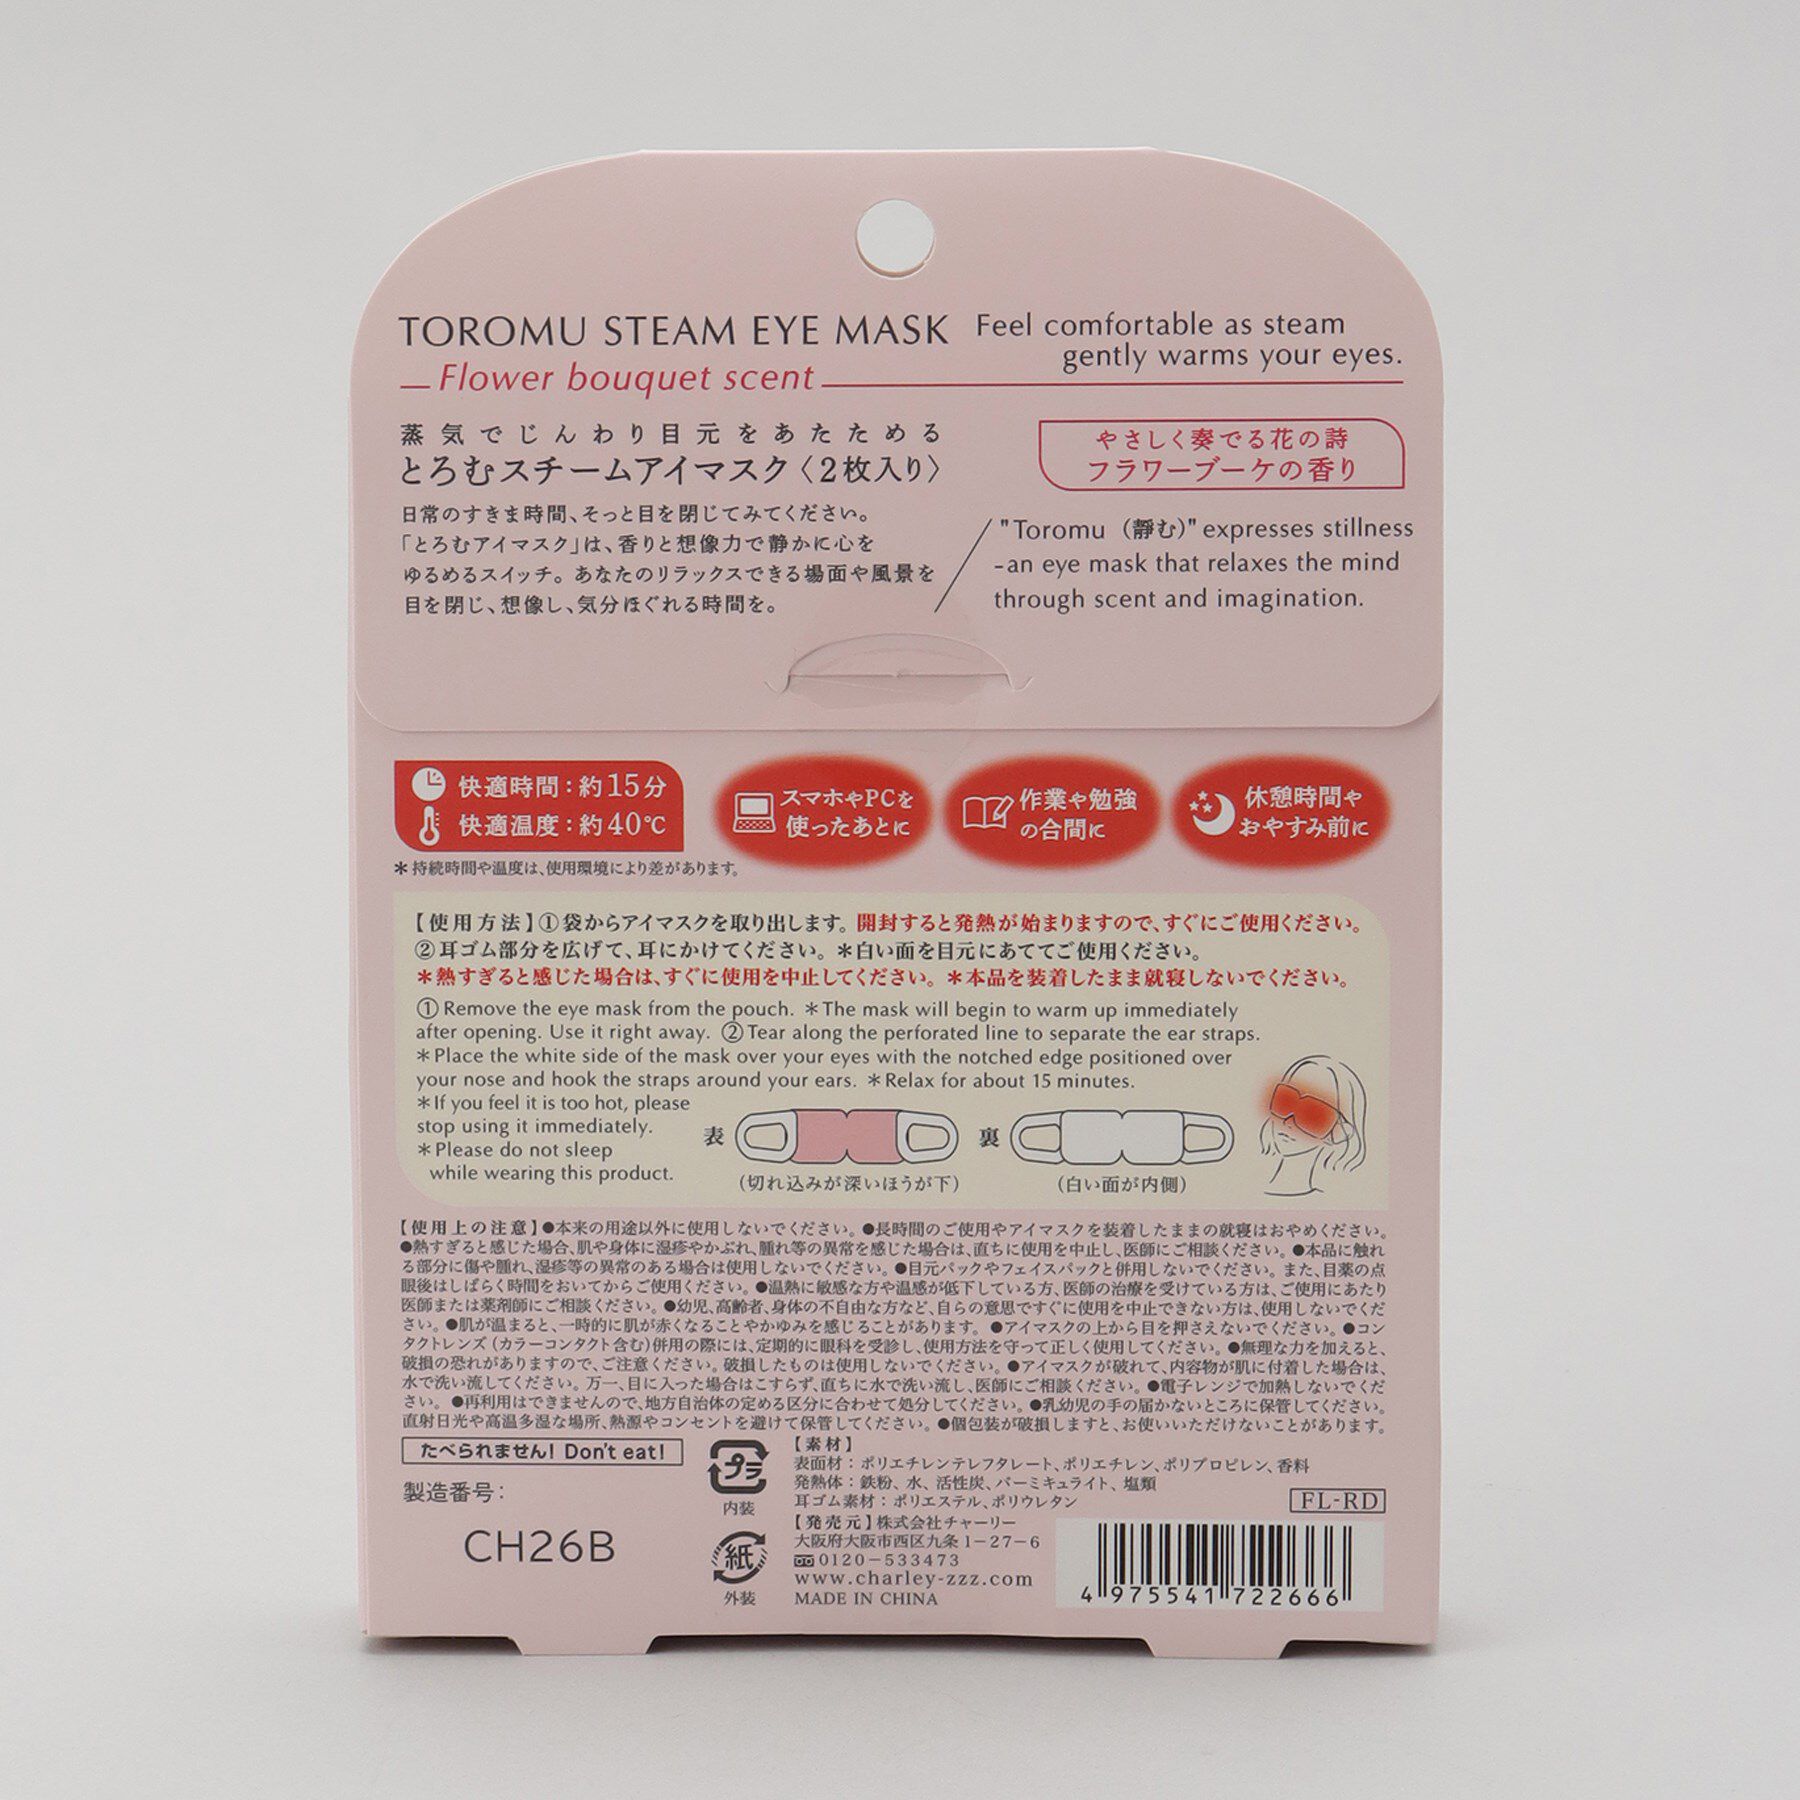 TOROMU STEAM EYE MASK
Flower bouquet scent
Feel comfortable as steam
gently warms your eyes.
蒸気でじんわり目元をあたためる
とろむスチームアイマスク〈2枚入り〉
やさしく奏でる花の詩
フラワーブーケの香り
日常のすきま時間、そっと目を閉じてみてください。
「とろむアイマスク」は、香りと想像力で静かに心を
ゆるめるスイッチ。あなたのリラックスできる場面や風景を
目を閉じ、想像し、気分ほぐれる時間を。
"Toromu（靜む）"expresses stillness
-an eye mask that relaxes the mind
through scent and imagination.
快適時間：約15分
快適温度：約40℃
＊持続時間や温度は、使用環境により差があります。
スマホやPCを
使ったあとに
作業や勉強
の合間に
休憩時間や
おやすみ前に
【使用方法】①袋からアイマスクを取り出します。開封すると発熱が始まりますので、すぐにご使用ください。
②耳ゴム部分を広げて、耳にかけてください。＊白い面を目元にあててご使用ください。
＊熱すぎると感じた場合は、すぐに使用を中止してください。＊本品を装着したまま就寝しないでください。
①Remove the eye mask from the pouch. ＊The mask will begin to warm up immediately
after opening. Use it right away. ②Tear along the perforated line to separate the ear straps.
＊Place the white side of the mask over your eyes with the notched edge positioned over
your nose and hook the straps around your ears. ＊Relax for about 15 minutes.
＊If you feel it is too hot, please
stop using it immediately.
＊Please do not sleep
while wearing this product.
表
(切れ込みが深いほうが下)
裏
(白い面が内側)
【使用上の注意】●本来の用途以外に使用しないでください。●長時間のご使用やアイマスクを装着したままの就寝はおやめください。
●熱すぎると感じた場合、肌や身体に湿疹やかぶれ、腫れ等の異常を感じた場合は、直ちに使用を中止し、医師にご相談ください。●本品に触れ
る部分に傷や腫れ、湿疹等の異常のある場合は使用しないでください。●目元パックやフェイスパックと併用しないでください。また、目薬の点
眼後はしばらく時間をおいてからご使用ください。●温熱に敏感な方や温感が低下している方、医師の治療を受けている方は、ご使用にあたり
医師または薬剤師にご相談ください。●幼児、高齢者、身体の不自由な方など、自らの意思ですぐに使用を中止できない方は、使用しないでくだ
さい。●肌が温まると、一時的に肌が赤くなることやかゆみを感じることがあります。●アイマスクの上から目を押さえないでください。●コン
タクトレンズ(カラーコンタクト含む)併用の際には、定期的に眼科を受診し、使用方法を守って正しく使用してください。●無理な力を加えると、
破損の恐れがありますので、ご注意ください。破損したものは使用しないでください。●アイマスクが破れて、内容物が肌に付着した場合は、
水で洗い流してください。万一、目に入った場合はこすらず、直ちに水で洗い流し、医師にご相談ください。●電子レンジで加熱しないでくだ
さい。●再利用はできませんので、地方自治体の定める区分に合わせて処分してください。●乳幼児の手の届かないところに保管してください。
直射日光や高温多湿な場所、熱源やコンセントを避けて保管してください。●個包装が破損しますと、お使いいただけないことがあります。
たべられません! Don't eat!
製造番号：
CH26B
プラ
内装
紙
外装
【素材】
表面材：ポリエチレンテレフタレート、ポリエチレン、ポリプロピレン、香料
発熱体：鉄粉、水、活性炭、バーミキュライト、塩類
耳ゴム素材：ポリエステル、ポリウレタン
【発売元】株式会社チャーリー
大阪府大阪市西区九条1-27-6
0120-533473
www.charley-zzz.com
MADE IN CHINA
FL-RD
4975541722666